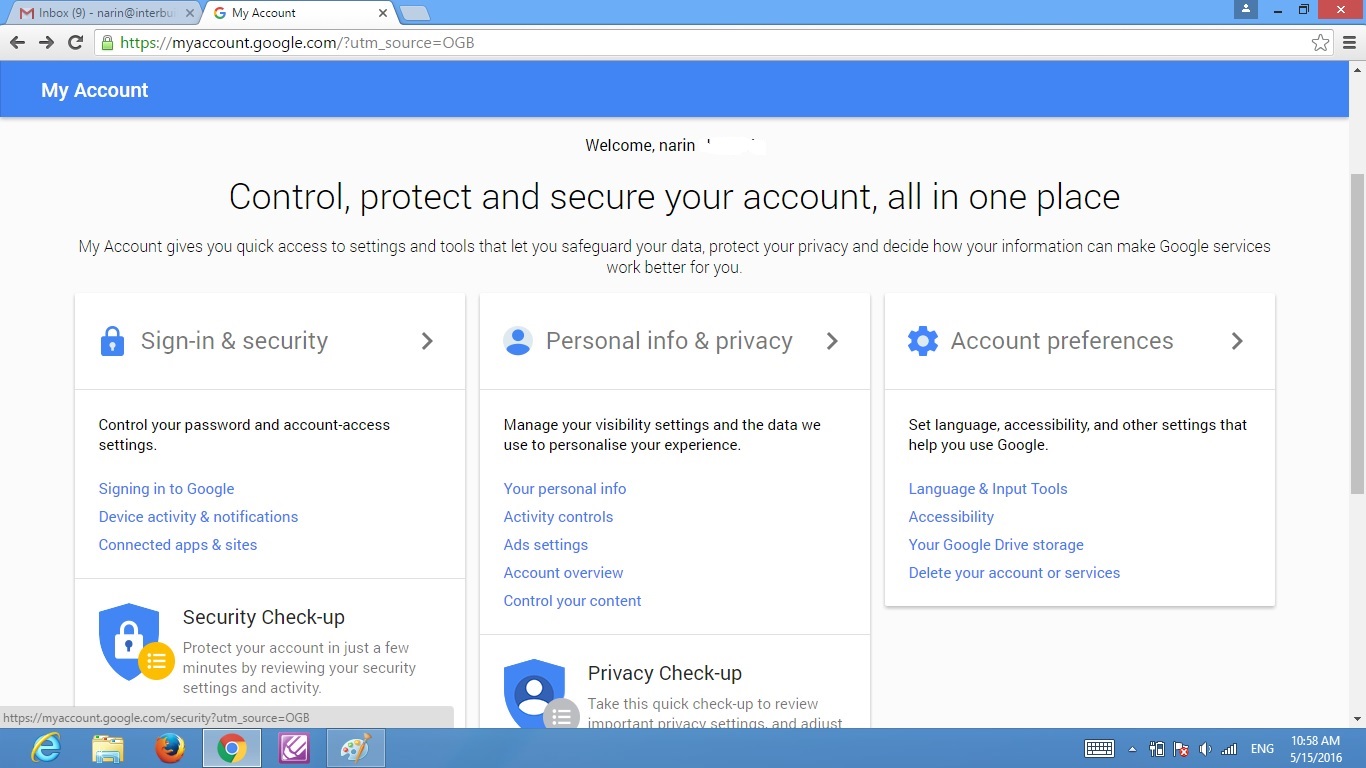 Inbox (9) - narin@interbu
My Account
https://myaccount.google.com/?utm_source=OGB
My Account
Welcome, narin
Control, protect and secure your account, all in one place
My Account gives you quick access to settings and tools that let you safeguard your data, protect your privacy and decide how your information can make Google services
work better for you.
Sign-in & security
Control your password and account-access
settings.
Signing in to Google
Device activity & notifications
Connected apps & sites
Security Check-up
Protect your account in just a few
minutes by reviewing your security
settings and activity.
Personal info & privacy
Manage your visibility settings and the data we
use to personalise your experience.
Your personal info
Activity controls
Ads settings
Account overview
Control your content
Privacy Check-up
Take this quick check-up to review
important privacy settings, and adjust
Account preferences
Set language, accessibility, and other settings that
help you use Google.
Language & Input Tools
Accessibility
Your Google Drive storage
Delete your account or services
https://myaccount.google.com/security?utm_source=OGB
ENG
10:58 AM
5/15/2016